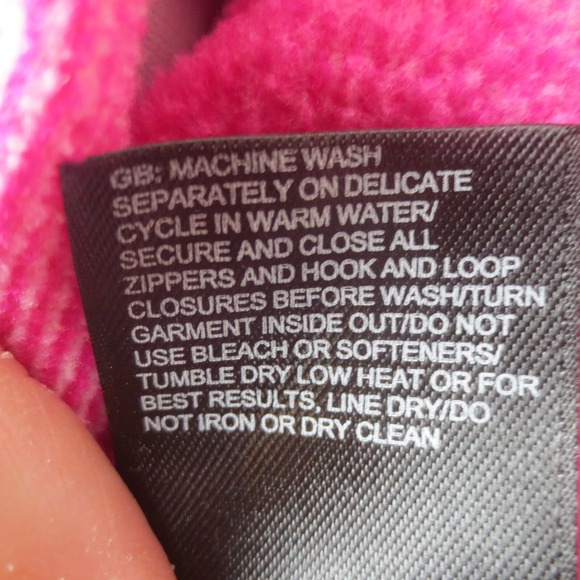 GB: MACHINE WASH
SEPARATELY ON DELICATE
CYCLE IN WARM WATER/
SECURE AND CLOSE ALL
ZIPPERS AND HOOK AND LOOP
CLOSURES BEFORE WASH/TURN
GARMENT INSIDE OUT/DO NOT
USE BLEACH OR SOFTENERS/
TUMBLE DRY LOW HEAT OR FOR
BEST RESULTS, LINE DRY/DO
NOT IRON OR DRY CLEAN